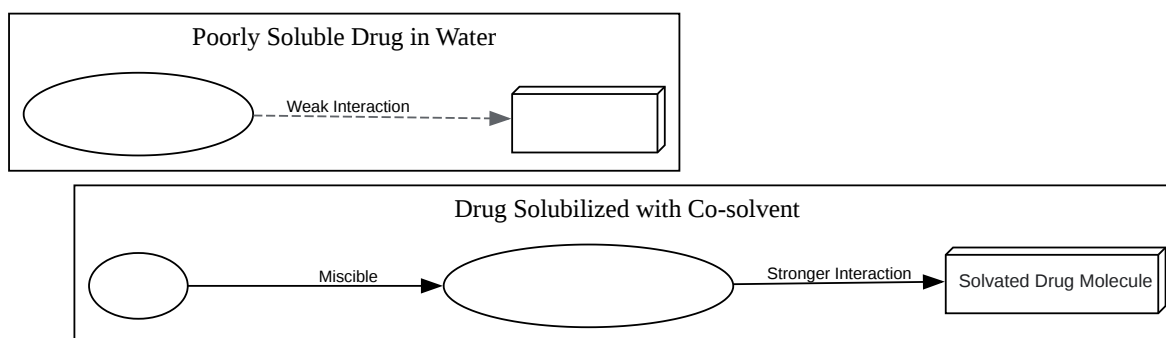 Poorly Soluble Drug in Water
Weak Interaction
Drug Solubilized with Co-solvent
Miscible
Stronger Interaction
Solvated Drug Molecule